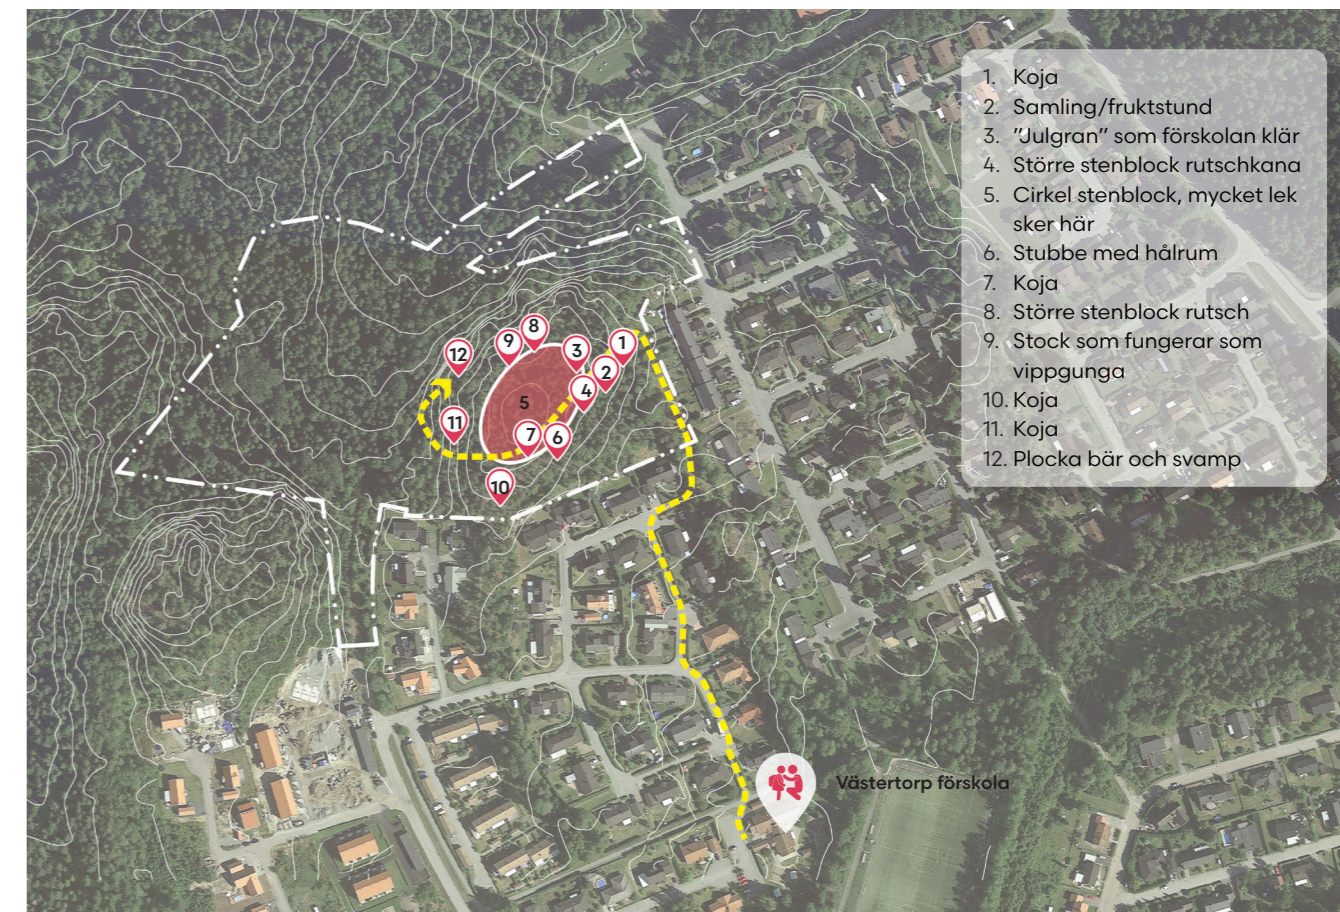 1. Koja
2. Samling/fruktstund
3. ”Julgran” som förskolan klär
4. Större stenblock rutschkana
5. Cirkel stenblock, mycket lek
sker här
6. Stubbe med hålrum
7. Koja
8. Större stenblock rutsch
9. Stock som fungerar som
vippgunga
10. Koja
11. Koja
12. Plocka bär och svamp
8
9
1
3
12
2
4
5
11
7
6
10
Västertorp förskola